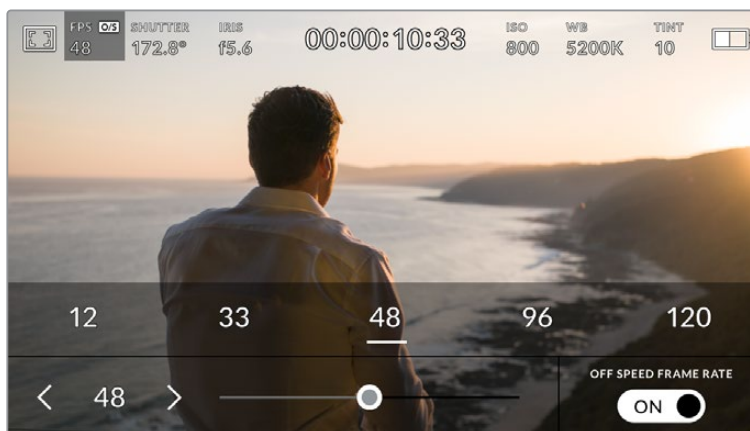 FPS O/S SHUTTER IRIS 00:00:10:33 ISO WB TINT
48 172.8° f5.6 800 5200K 10
12 33 48 96 120
OFF SPEED FRAME RATE
48 ON